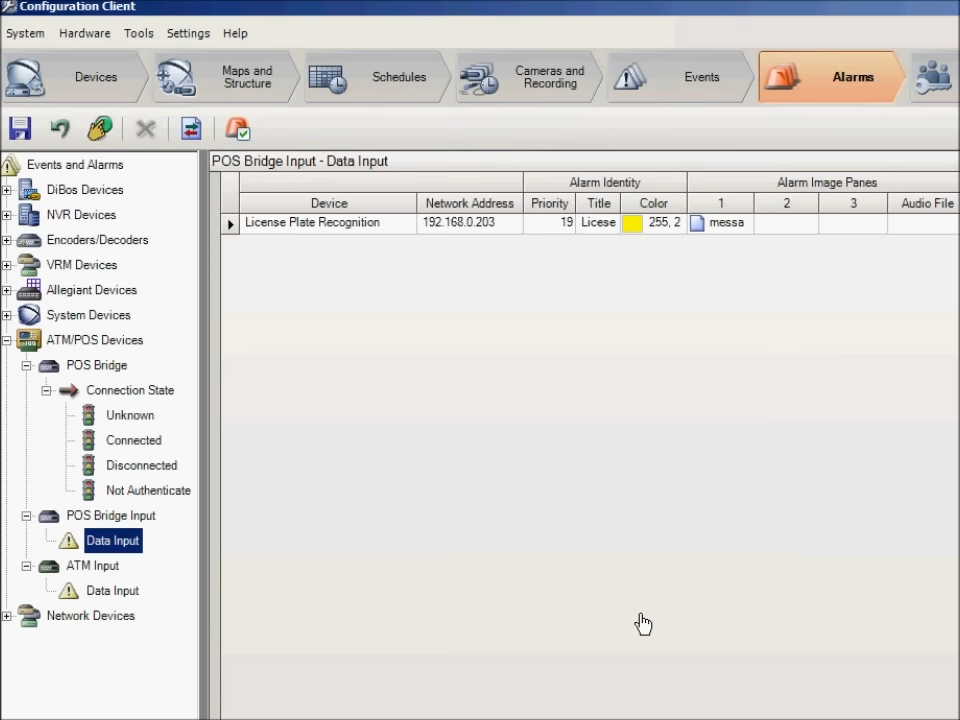 Configuration Client
System Hardware Tools Settings Help
Devices
Maps and Structure
Schedules
Cameras and Recording
Events
Alarms
Events and Alarms
DiBos Devices
NVR Devices
Encoders/Decoders
VRM Devices
Allegiant Devices
System Devices
ATM/POS Devices
POS Bridge
Connection State
Unknown
Connected
Disconnected
Not Authenticate
POS Bridge Input
Data Input
ATM Input
Data Input
Network Devices
POS Bridge Input - Data Input
Alarm Identity Alarm Image Panes
Device Network Address Priority Title Color 1 2 3 Audio File
License Plate Recognition 192.168.0.203 19 Licese 255, 2 messa